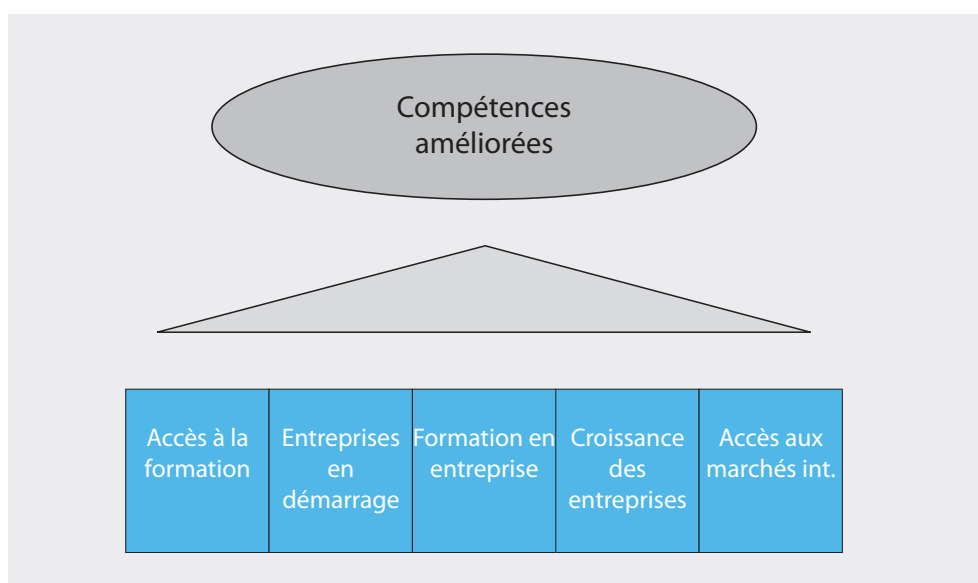 Compétences
améliorées
Accès à la
formation
Entreprises
en
démarrage
Formation en
entreprise
Croissance
des
entreprises
Accès aux
marchés int.